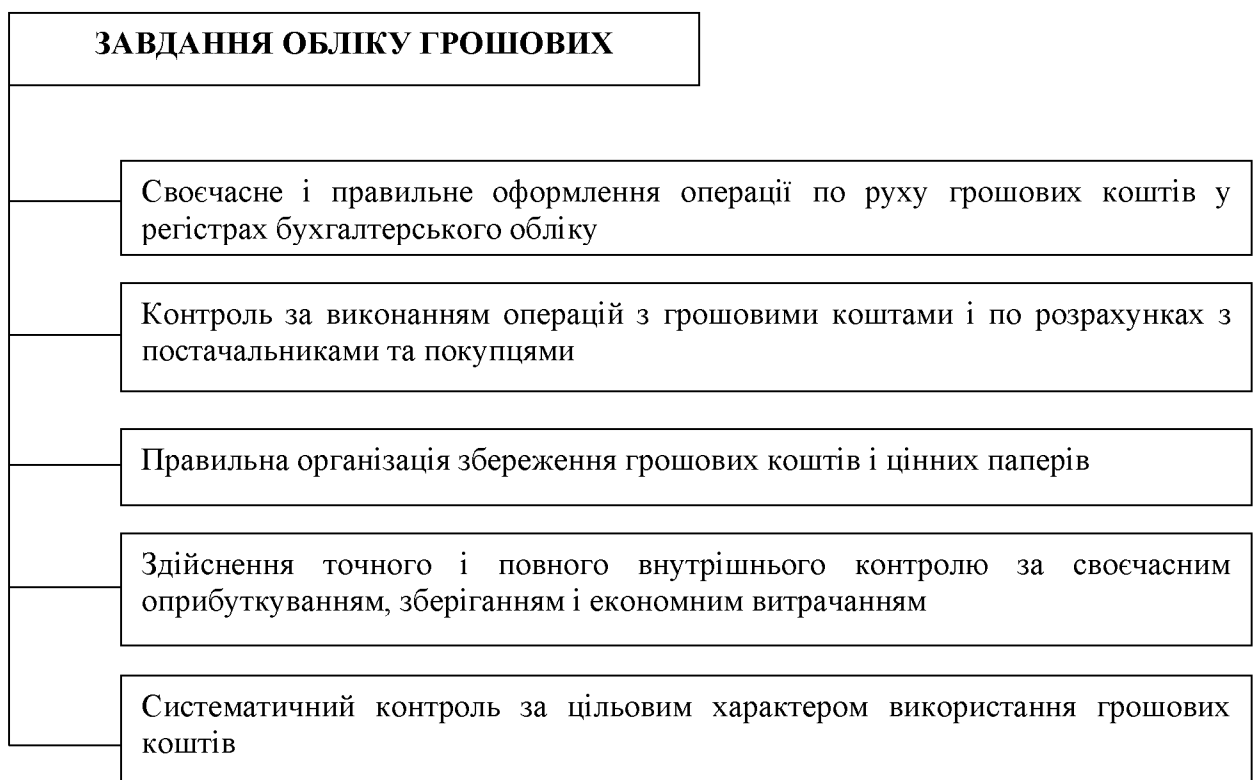 ЗАВДАННЯ ОБЛІКУ ГРОШОВИХ
Своєчасне і правильне оформлення операції по руху грошових коштів у
регістрах бухгалтерського обліку
Контроль за виконанням операцій з грошовими коштами і по розрахунках з
постачальниками та покупцями
Правильна організація збереження грошових коштів і цінних паперів
Здійснення точного і повного внутрішнього контролю за своєчасним
оприбуткуванням, зберіганням і економним витрачанням
Систематичний контроль за цільовим характером використання грошових
коштів